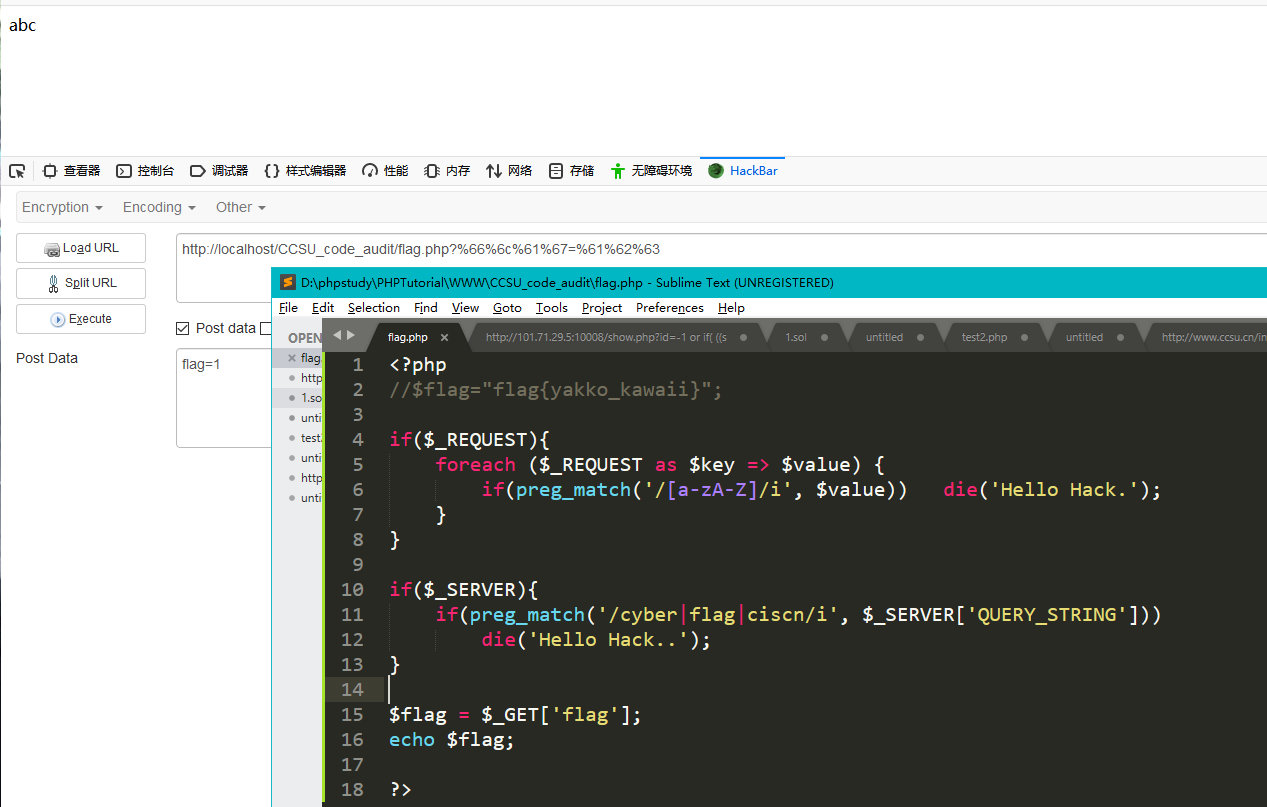 abc
查看器 控制台 调试器 样式编辑器 性能 内存 网络 存储 无障碍环境 HackBar
Encryption Encoding Other
Load URL
http://localhost/CCSU_code_audit/flag.php?%66%6c%61%67=%61%62%63
Split URL
Execute
Post data
Post Data
flag=1
D:\phpstudy\PHPTutorial\WWW\CCSU_code_audit\flag.php - Sublime Text (UNREGISTERED)
File Edit Selection Find View Goto Tools Project Preferences Help
OPEN
flag.
http
1.so
unti
test
unti
http
unti
flag.php http://101.71.29.5:10008/show.php?id=-1 or if( ((s 1.sol untitled test2.php untitled http://www.ccsu.cn/in
1 <?php
2 //$flag="flag{yakko_kawaii}";
3
4 if($_REQUEST){
5 foreach ($_REQUEST as $key => $value) {
6 if(preg_match('/[a-zA-Z]/i', $value)) die('Hello Hack.');
7 }
8 }
9
10 if($_SERVER){
11 if(preg_match('/cyber|flag|ciscn/i', $_SERVER['QUERY_STRING']))
12 die('Hello Hack..');
13 }
14
15 $flag = $_GET['flag'];
16 echo $flag;
17
18 ?>